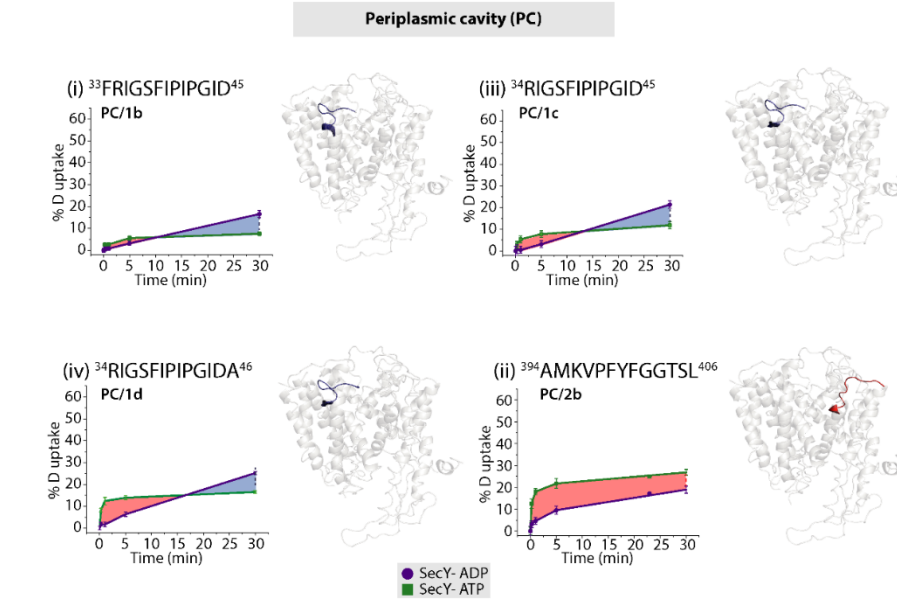 Periplasmic cavity (PC)
(i) ³³FRIGSFIPIPGID⁴⁵
PC/1b
% D uptake
60
50
40
30
20
10
0
0 5 10 15 20 25 30
Time (min)
(iii) ³⁴RIGSFIPIPGID⁴⁵
PC/1c
% D uptake
60
50
40
30
20
10
0
0 5 10 15 20 25 30
Time (min)
(iv) ³⁴RIGSFIPIPGIDA⁴⁶
PC/1d
% D uptake
60
50
40
30
20
10
0
0 5 10 15 20 25 30
Time (min)
(ii) ³⁹⁴AMKVPFYFGGTSL⁴⁰⁶
PC/2b
% D uptake
60
50
40
30
20
10
0
0 5 10 15 20 25 30
Time (min)
SecY- ADP
SecY- ATP